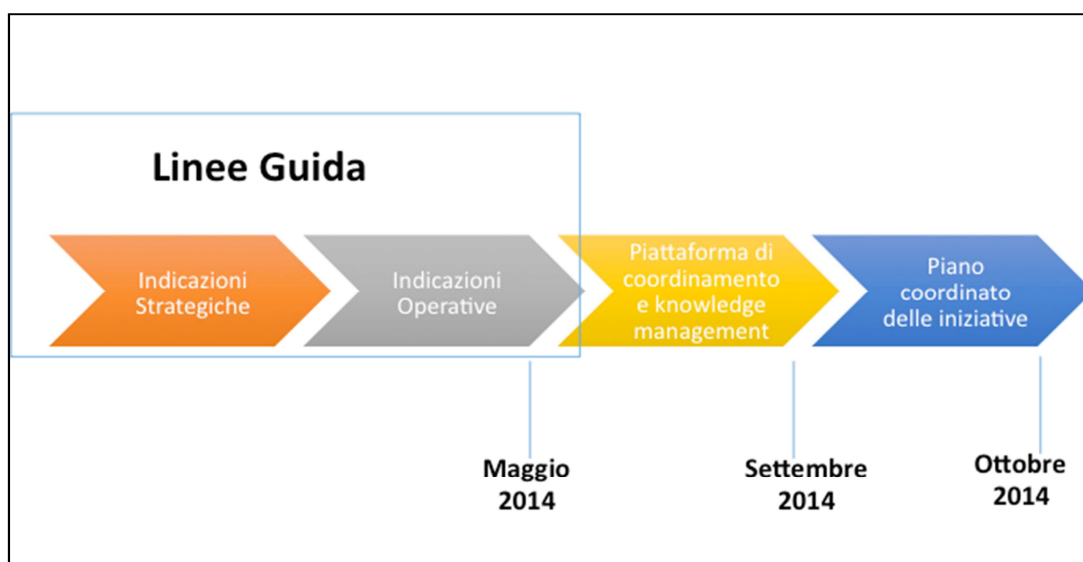 Linee Guida
Indicazioni
Strategiche
Indicazioni
Operative
Piattaforma di
coordinamento
e knowledge
management
Piano
coordinato
delle iniziative
Maggio
2014
Settembre
2014
Ottobre
2014